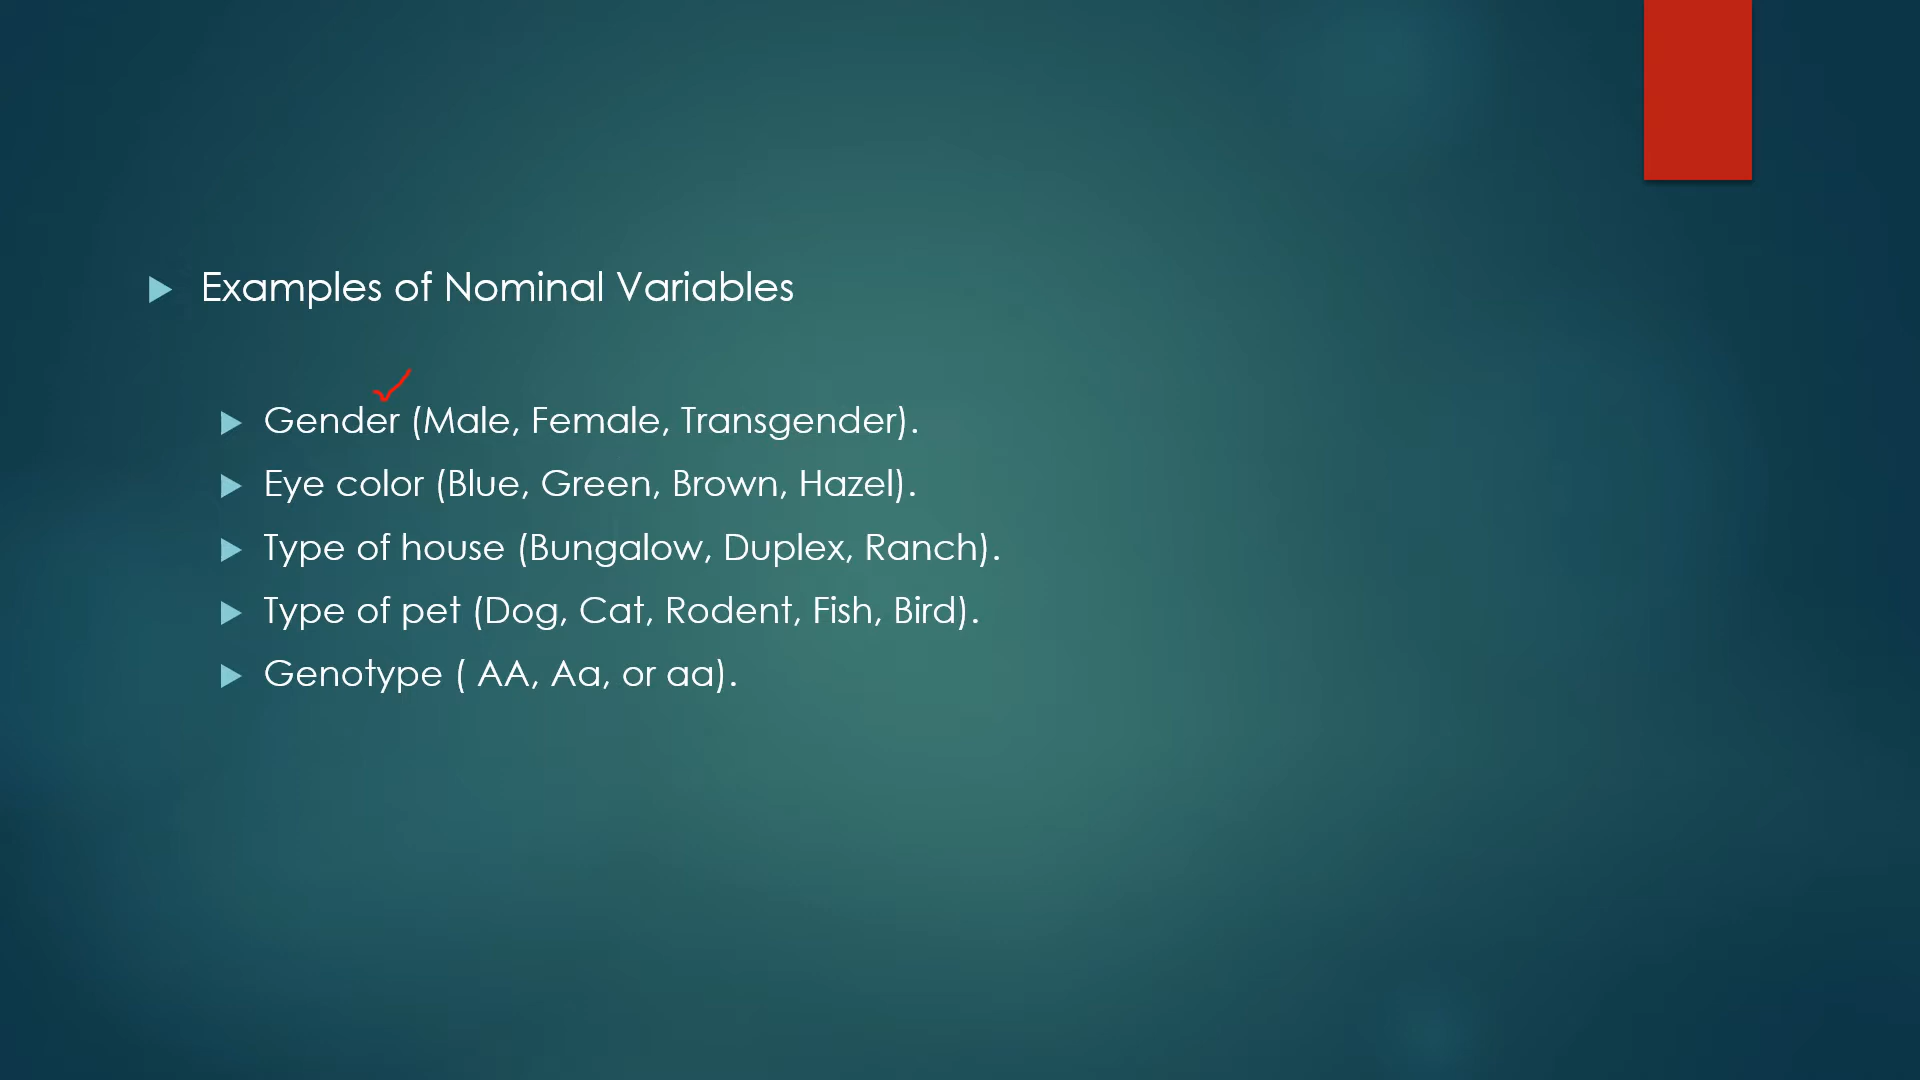 Examples of Nominal Variables
Gender (Male, Female, Transgender).
Eye color (Blue, Green, Brown, Hazel).
Type of house (Bungalow, Duplex, Ranch).
Type of pet (Dog, Cat, Rodent, Fish, Bird).
Genotype ( AA, Aa, or aa).